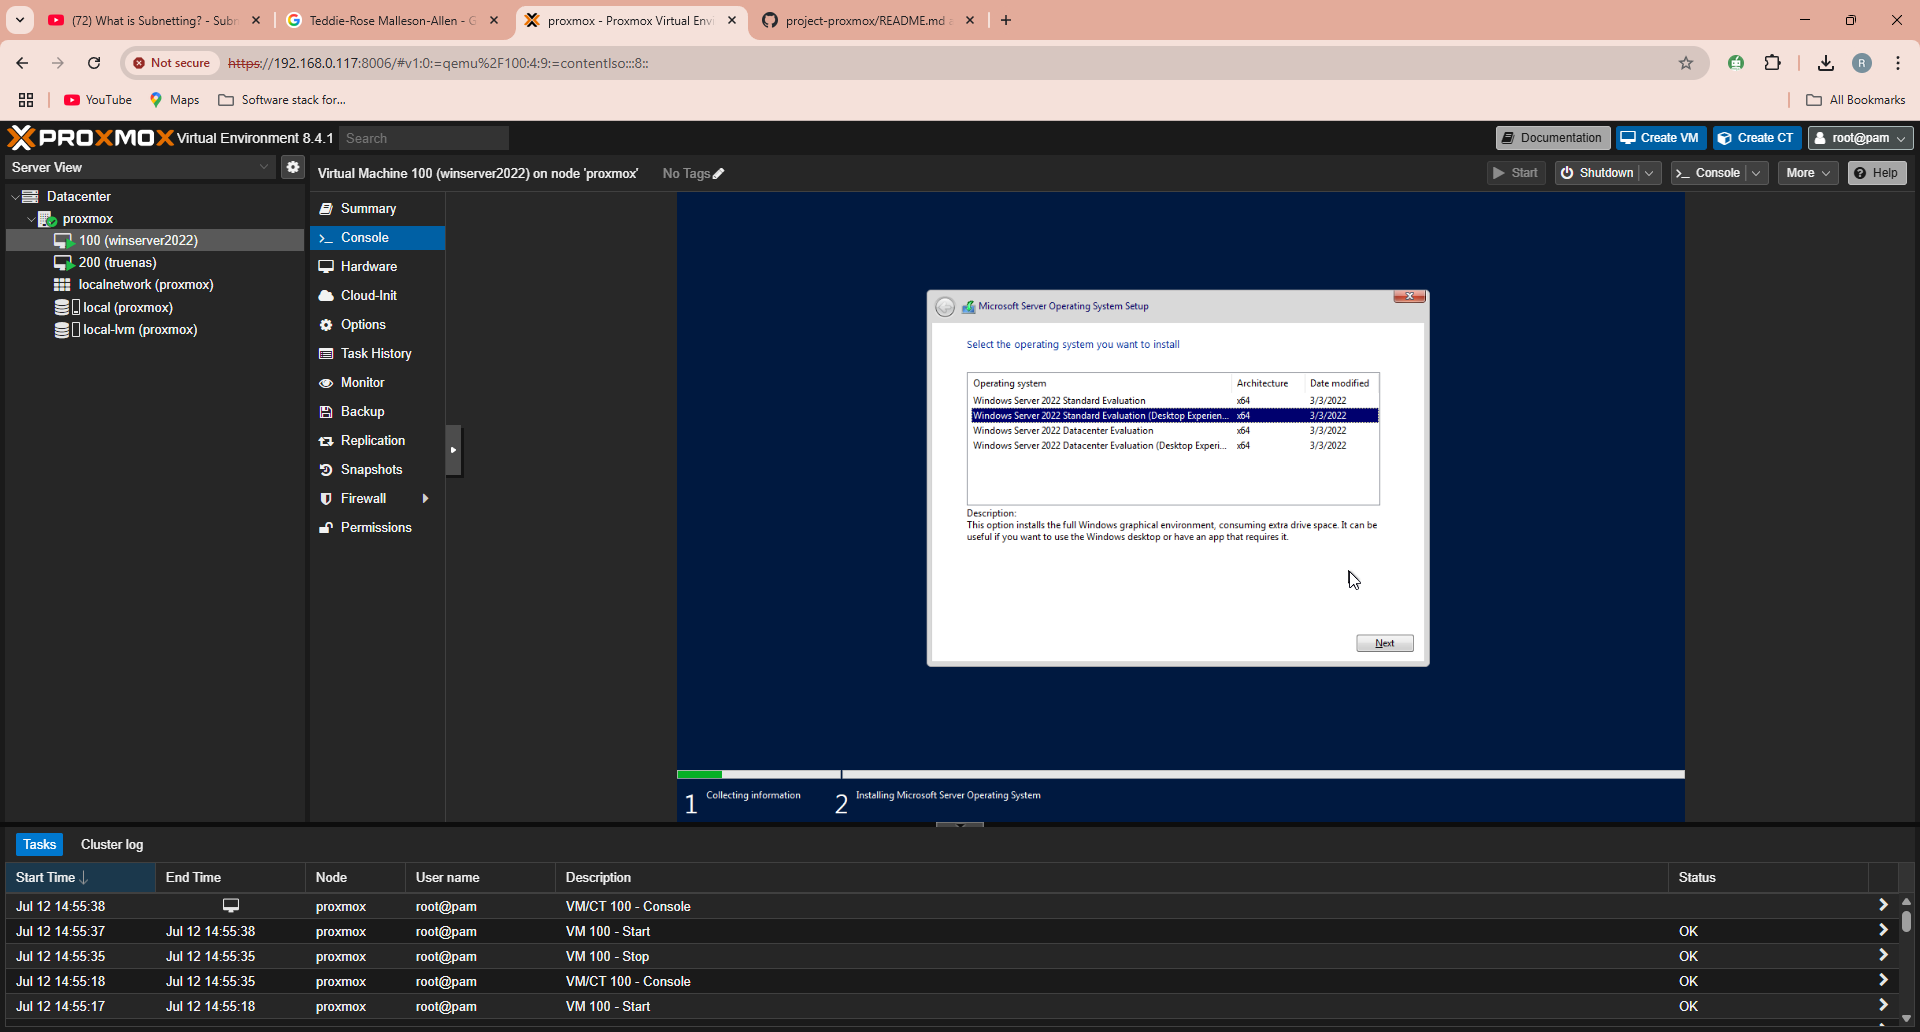 (72) What is Subnetting? - Subn
Teddie-Rose Malleson-Allen - G
proxmox - Proxmox Virtual Envi
project-proxmox/README.md a
Not secure
https://192.168.0.117:8006/#v1:0:=qemu%2F100:4:9:=contentIso:::8::
R
YouTube
Maps
Software stack for...
All Bookmarks
PROXMOX Virtual Environment 8.4.1
Search
Documentation
Create VM
Create CT
root@pam
Server View
Virtual Machine 100 (winserver2022) on node 'proxmox'
No Tags
Start
Shutdown
Console
More
Help
Datacenter
proxmox
100 (winserver2022)
200 (truenas)
localnetwork (proxmox)
local (proxmox)
local-lvm (proxmox)
Summary
Console
Hardware
Cloud-Init
Options
Task History
Monitor
Backup
Replication
Snapshots
Firewall
Permissions
Microsoft Server Operating System Setup
Select the operating system you want to install
Operating system Architecture Date modified
Windows Server 2022 Standard Evaluation x64 3/3/2022
Windows Server 2022 Standard Evaluation (Desktop Experien... x64 3/3/2022
Windows Server 2022 Datacenter Evaluation x64 3/3/2022
Windows Server 2022 Datacenter Evaluation (Desktop Experi... x64 3/3/2022
Description:
This option installs the full Windows graphical environment, consuming extra drive space. It can be
useful if you want to use the Windows desktop or have an app that requires it.
Next
1 Collecting information
2 Installing Microsoft Server Operating System
Tasks
Cluster log
Start Time End Time Node User name Description Status
Jul 12 14:55:38 proxmox root@pam VM/CT 100 - Console
Jul 12 14:55:37 Jul 12 14:55:38 proxmox root@pam VM 100 - Start OK
Jul 12 14:55:35 Jul 12 14:55:35 proxmox root@pam VM 100 - Stop OK
Jul 12 14:55:18 Jul 12 14:55:35 proxmox root@pam VM/CT 100 - Console OK
Jul 12 14:55:17 Jul 12 14:55:18 proxmox root@pam VM 100 - Start OK